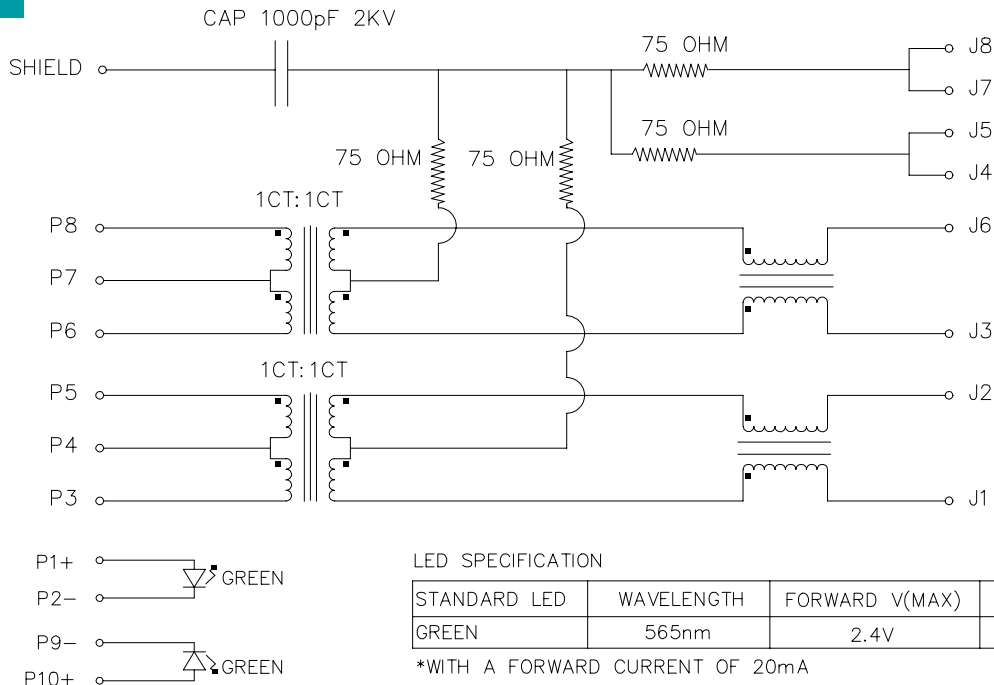 CAP 1000pF 2KV
SHIELD
75 OHM
J8
J7
75 OHM
J5
J4
75 OHM
75 OHM
1CT:1CT
P8
J6
P7
P6
J3
1CT:1CT
P5
J2
P4
P3
J1
P1+
GREEN
P2-
P9-
GREEN
P10+
LED SPECIFICATION
STANDARD LED WAVELENGTH FORWARD V(MAX)
GREEN 565nm 2.4V
*WITH A FORWARD CURRENT OF 20mA